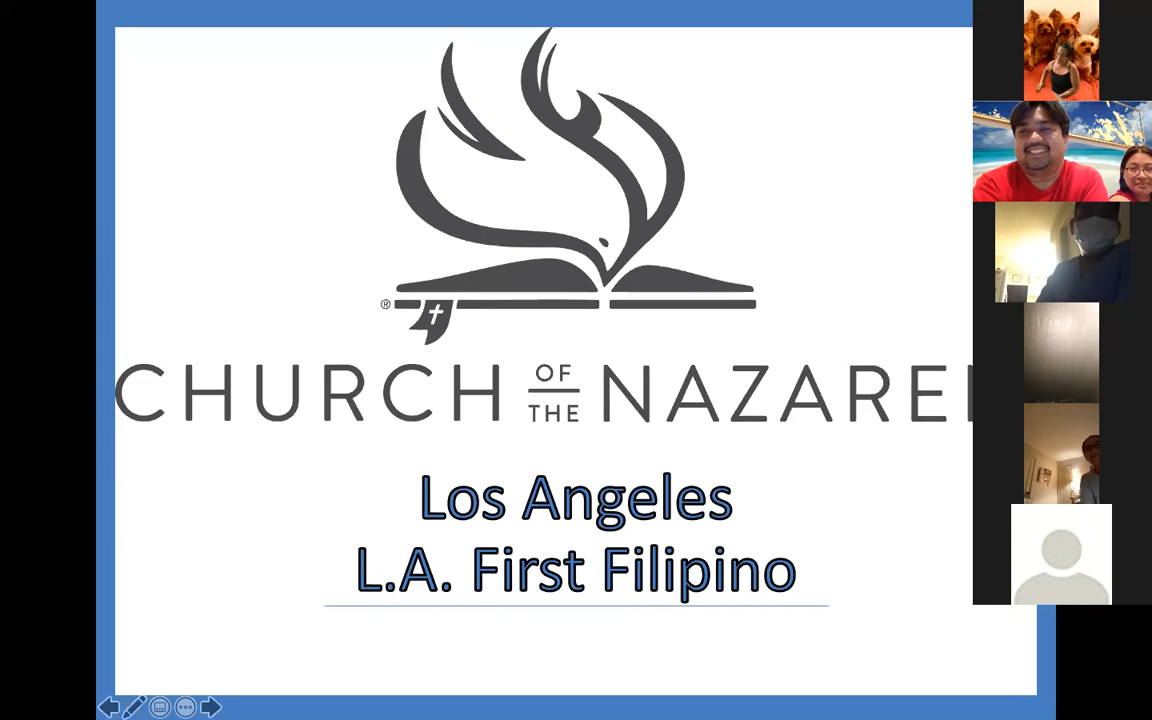 ®
CHURCH OF THE NAZARE
Los Angeles
L.A. First Filipino